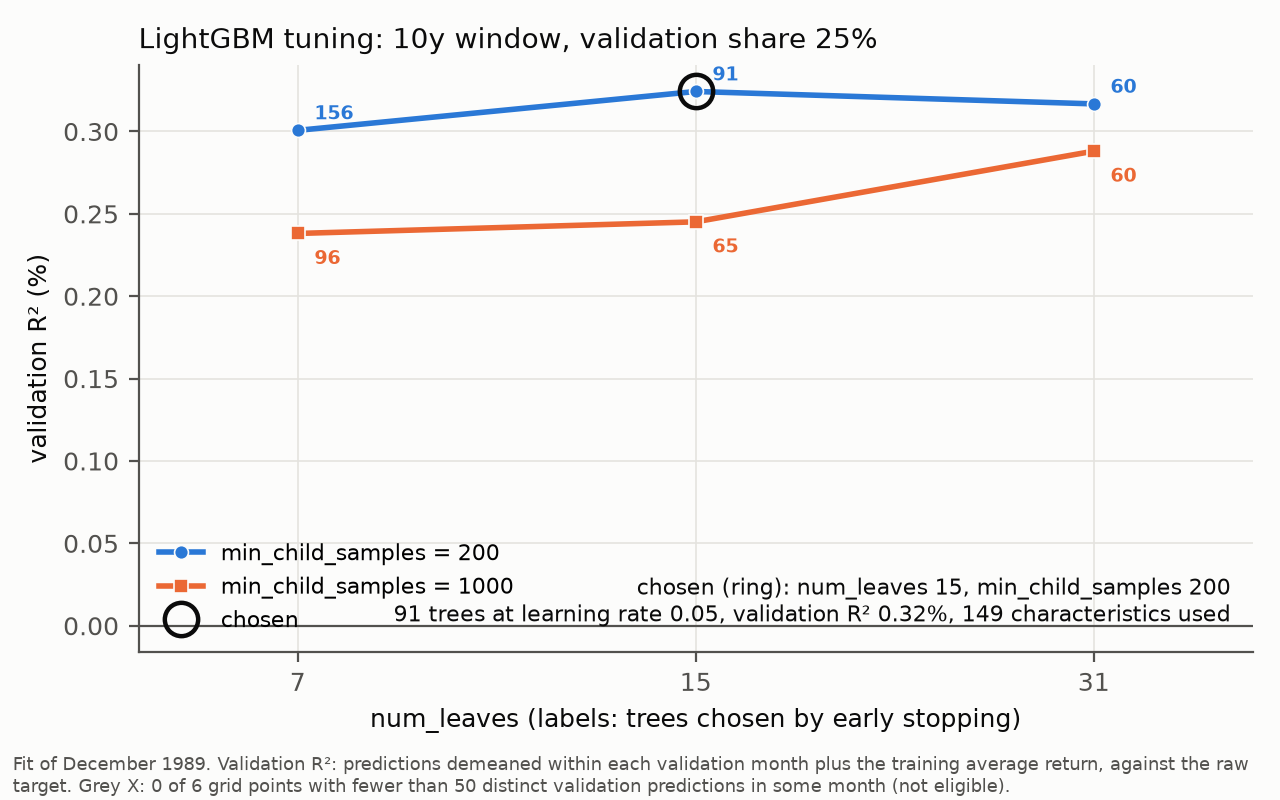 LightGBM tuning: 10y window, validation share 25%
156
91
60
96
65
60
0.30
0.25
0.20
0.15
0.10
0.05
0.00
validation R² (%)
min_child_samples = 200
min_child_samples = 1000
chosen
chosen (ring): num_leaves 15, min_child_samples 200
91 trees at learning rate 0.05, validation R² 0.32%, 149 characteristics used
7
15
31
num_leaves (labels: trees chosen by early stopping)
Fit of December 1989. Validation R²: predictions demeaned within each validation month plus the training average return, against the raw
target. Grey X: 0 of 6 grid points with fewer than 50 distinct validation predictions in some month (not eligible).